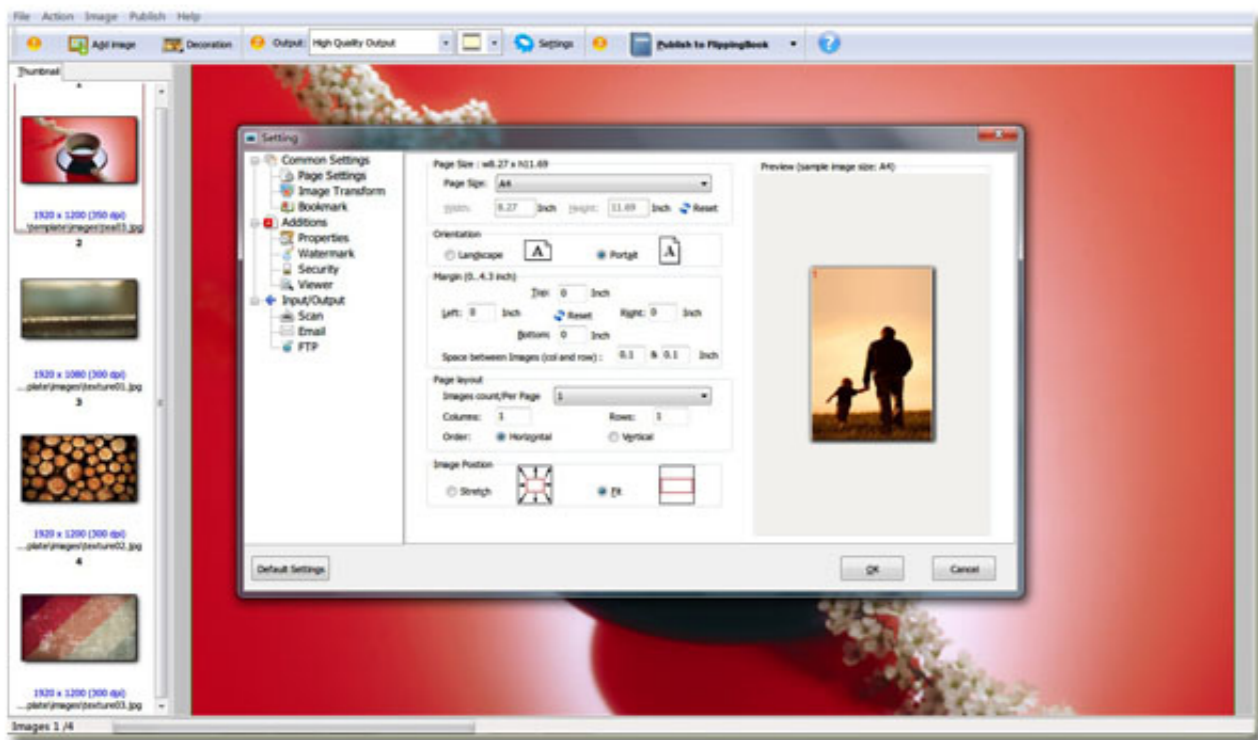 File Action Image Publish Help
Add Image Decoration Output: High Quality Output Settings Publish to FlippingBook
Thumbnail
1920 x 1200 (350 dpi)
\template\images\tea03.jpg
2
1920 x 1080 (300 dpi)
...plate\images\texture01.jpg
3
1920 x 1200 (300 dpi)
...plate\images\texture02.jpg
4
1920 x 1200 (300 dpi)
...plate\images\texture03.jpg
Images 1 /4
Setting
Common Settings
Page Settings
Image Transform
Bookmark
Additions
Properties
Watermark
Security
Viewer
Input/Output
Scan
Email
FTP
Page Size : w8.27 x h11.69
Page Size: A4
Width: 8.27 Inch Height: 11.69 Inch Reset
Orientation
Landscape A Portait A
Margin (0..4.3 inch)
Top: 0 Inch
Left: 0 Inch Reset Right: 0 Inch
Bottom: 0 Inch
Space between Images (col and row) : 0.1 & 0.1 Inch
Page layout
Images count/Per Page 1
Columns: 1 Rows: 1
Order: Horizontal Vertical
Image Postion
Stretch Fit
Preview (sample image size: A4)
1
Default Settings OK Cancel